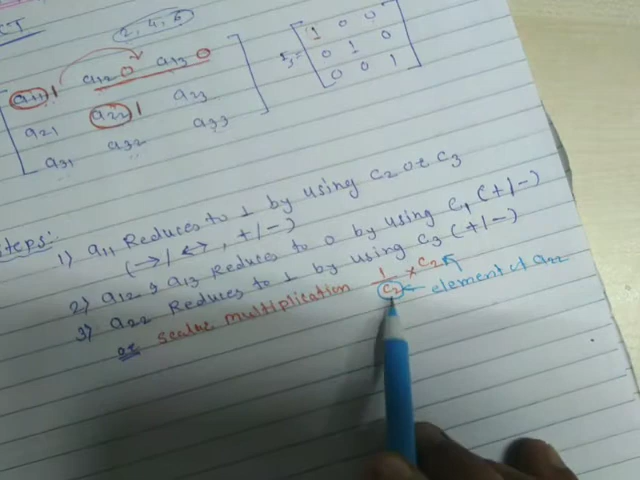 CT
2, 4, 6
a11 1 a12 0 a13 0
a21 a22 1 a23
a31 a32 a33
I3 =
1 0 0
0 1 0
0 0 1
Steps:
1) a11 Reduces to 1 by using C2 or C3
(→ / ↔, +/−)
2) a12, a13 Reduces to 0 by using C1 (+/−)
3) a22 Reduces to 1 by using C3 (+/−)
or scalar multiplication 1/C2 × C2 ← element of a22